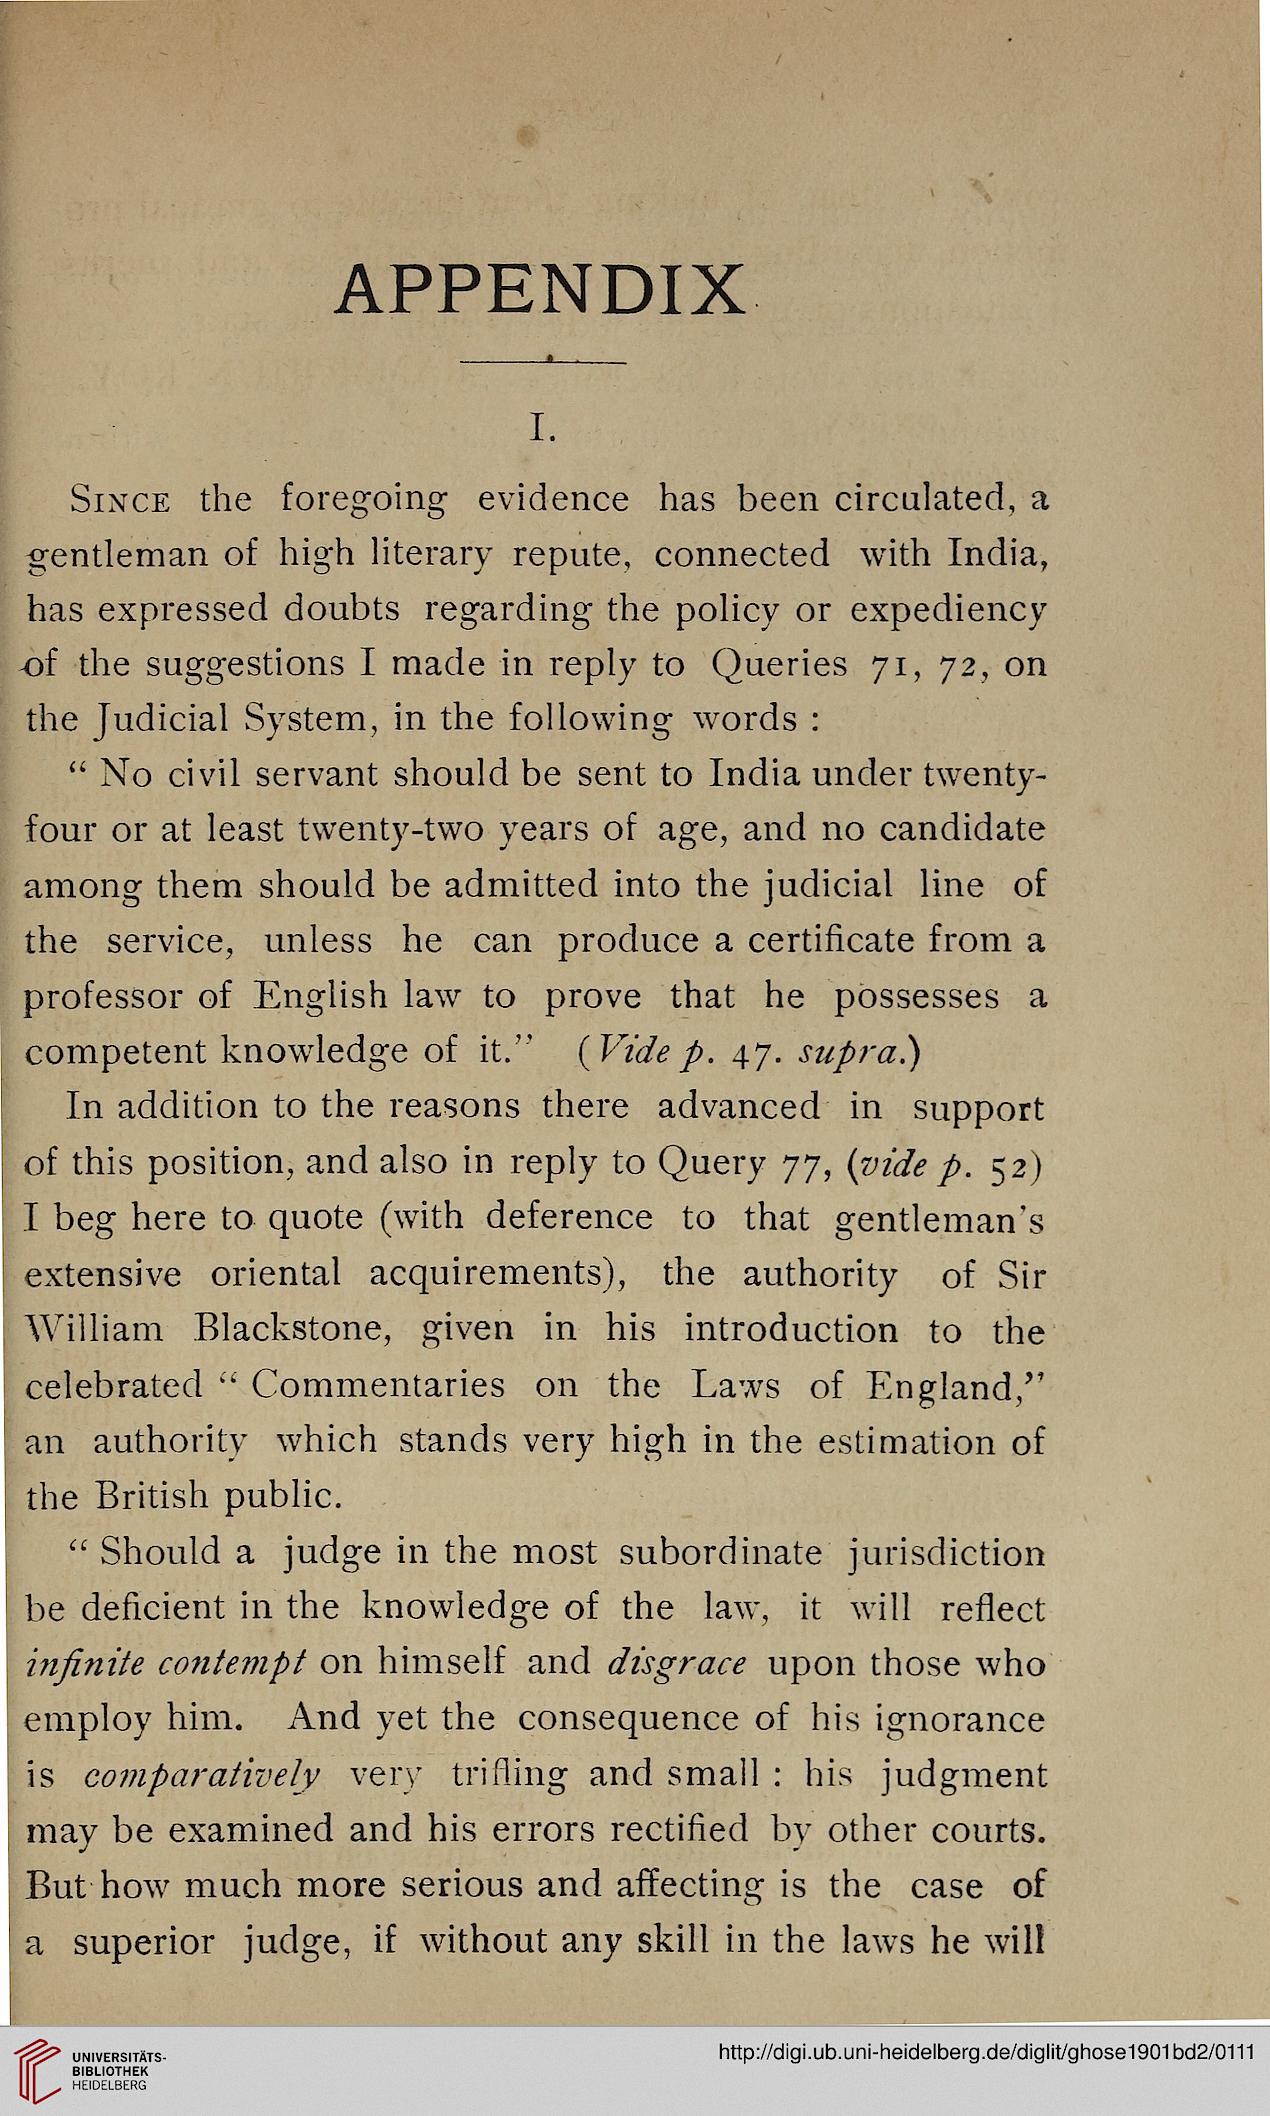 APPENDIX
I.
Since the foregoing evidence has been circulated, a
gentleman of high literary repute, connected with India,
has expressed doubts regarding the policy or expediency
of the suggestions I made in reply to Queries 71, 72, on
the Judicial System, in the following words :
“ No civil servant should be sent to India under twenty-
four or at least twenty-two years of age, and no candidate
among them should be admitted into the judicial line of
the service, unless he can produce a certificate from a
professor of English law to prove that he possesses a
competent knowledge of it.” (Vide p. 47. supra.)
In addition to the reasons there advanced in support
of this position, and also in reply to Query 77, (vide p. 52)
I beg here to quote (with deference to that gentleman's
extensive oriental acquirements), the authority of Sir
William Blackstone, given in his introduction to the
celebrated “ Commentaries on the Laws of England,”
an authority which stands very high in the estimation of
the British public.
“ Should a judge in the most subordinate jurisdiction
be deficient in the knowledge of the law, it will reflect
infinite contempt on himself and disgrace upon those who
employ him. And yet the consequence of his ignorance
is comparatively very trifling and small : his judgment
may be examined and his errors rectified by other courts.
But how much more serious and affecting is the case of
a superior judge, if without any skill in the laws he will
UNIVERSITÄTS-
BIBLIOTHEK
HEIDELBERG
http://digi.ub.uni-heidelberg.de/diglit/ghose1901bd2/0111